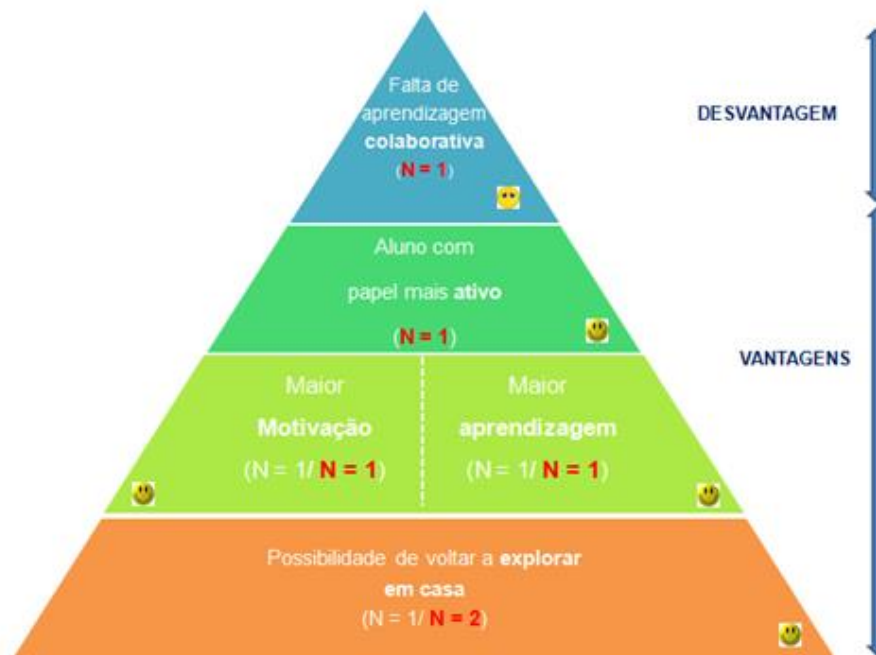 Falta de
aprendizagem
colaborativa
(N = 1)
DESVANTAGEM
Aluno com
papel mais ativo
(N = 1)
VANTAGENS
Maior
Motivação
(N = 1/ N = 1)
Maior
aprendizagem
(N = 1/ N = 1)
Possibilidade de voltar a explorar
em casa
(N = 1/ N = 2)